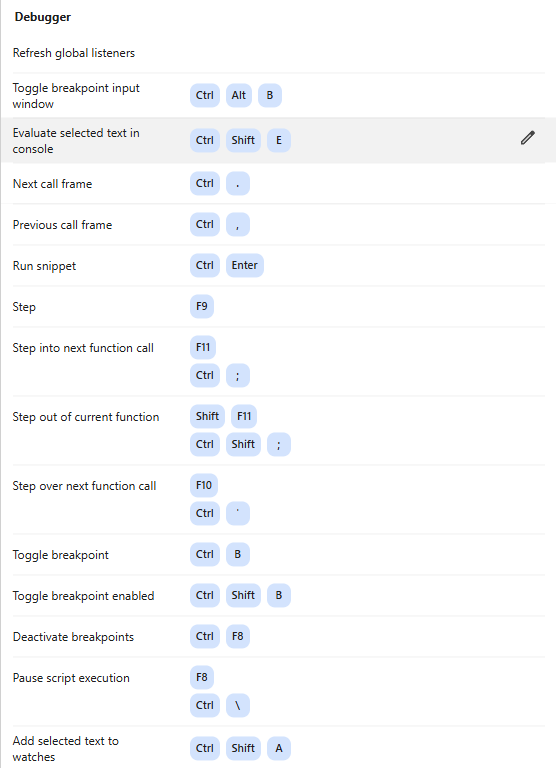 Debugger
Refresh global listeners
Toggle breakpoint input
window
Ctrl Alt B
Evaluate selected text in
console
Ctrl Shift E
Next call frame Ctrl .
Previous call frame Ctrl ,
Run snippet Ctrl Enter
Step F9
Step into next function call F11
Ctrl ;
Step out of current function Shift F11
Ctrl Shift ;
Step over next function call F10
Ctrl '
Toggle breakpoint Ctrl B
Toggle breakpoint enabled Ctrl Shift B
Deactivate breakpoints Ctrl F8
Pause script execution F8
Ctrl \
Add selected text to
watches
Ctrl Shift A